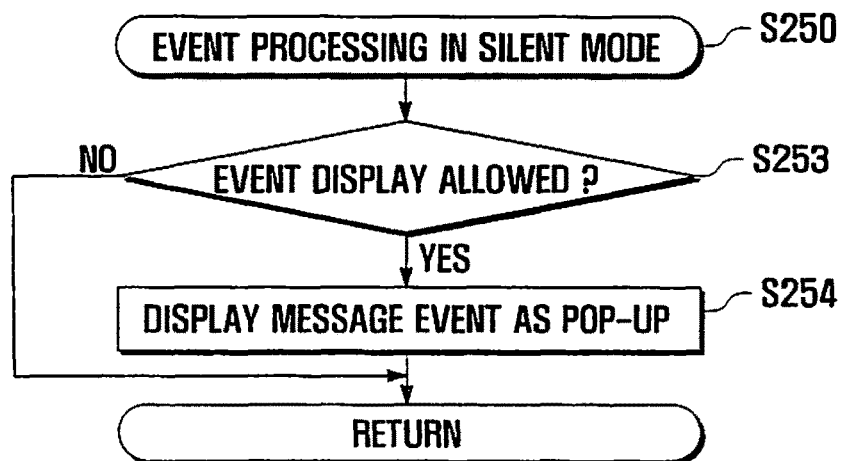 EVENT PROCESSING IN SILENT MODE
S250
NO
EVENT DISPLAY ALLOWED ?
S253
YES
DISPLAY MESSAGE EVENT AS POP-UP
S254
RETURN